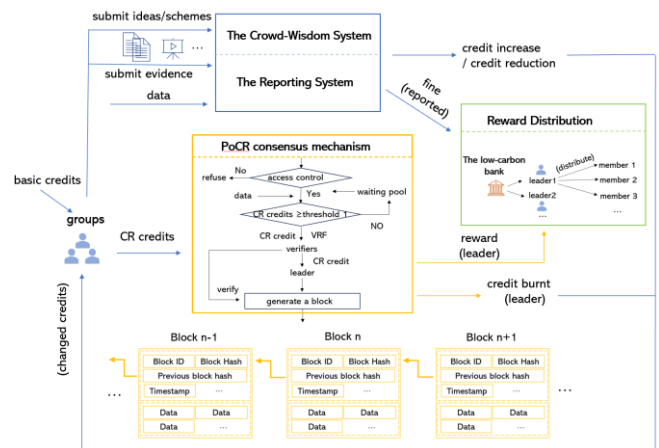 submit ideas/schemes
...
submit evidence
data
The Crowd-Wisdom System
The Reporting System
credit increase
/ credit reduction
fine
(reported)
Reward Distribution
The low-carbon
bank
(distribute)
leader1
leader2
...
member 1
member 2
member 3
...
basic credits
groups
CR credits
PoCR consensus mechanism
refuse
No
access control
data
Yes
waiting pool
CR credits ≥threshold 1
NO
CR credit
VRF
verifiers
CR credit
leader
verify
generate a block
reward
(leader)
credit burnt
(leader)
(changed credits)
Block n-1
Block ID
Block Hash
Previous block hash
Timestamp
...
Data
Data
Data
...
Block n
Block ID
Block Hash
Previous block hash
Timestamp
...
Data
Data
Data
...
Block n+1
Block ID
Block Hash
Previous block hash
Timestamp
...
Data
Data
Data
...
...
...